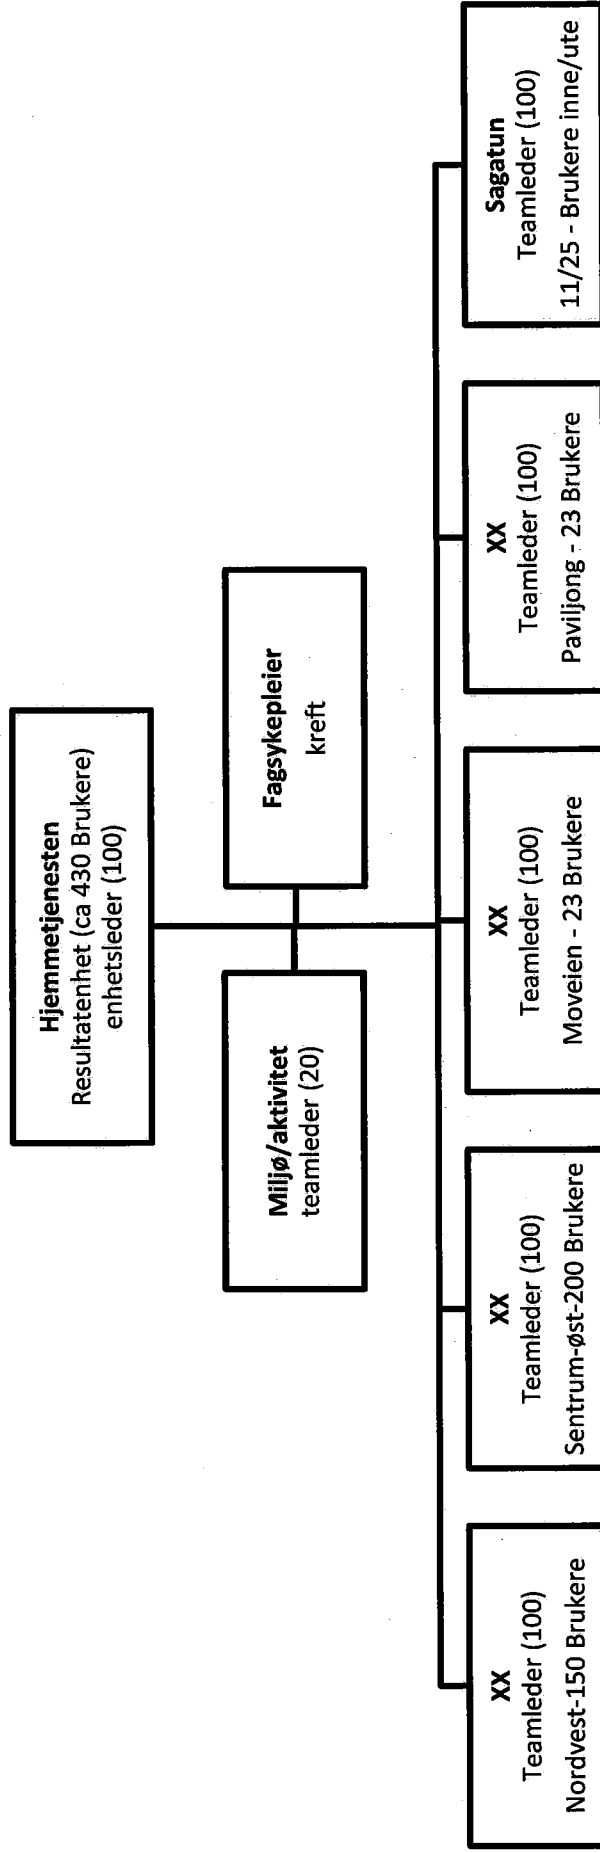 Hjemmetjenesten
Resultatenhet (ca 430 Brukere)
enhetsleder (100)
Miljø/aktivitet
teamleder (20)
Fagsykepleier
kreft
XX
Teamleder (100)
Nordvest-150 Brukere
XX
Teamleder (100)
Sentrum-øst-200 Brukere
XX
Teamleder (100)
Moveien - 23 Brukere
XX
Teamleder (100)
Paviljong - 23 Brukere
Sagatun
Teamleder (100)
11/25 - Brukere inne/ute